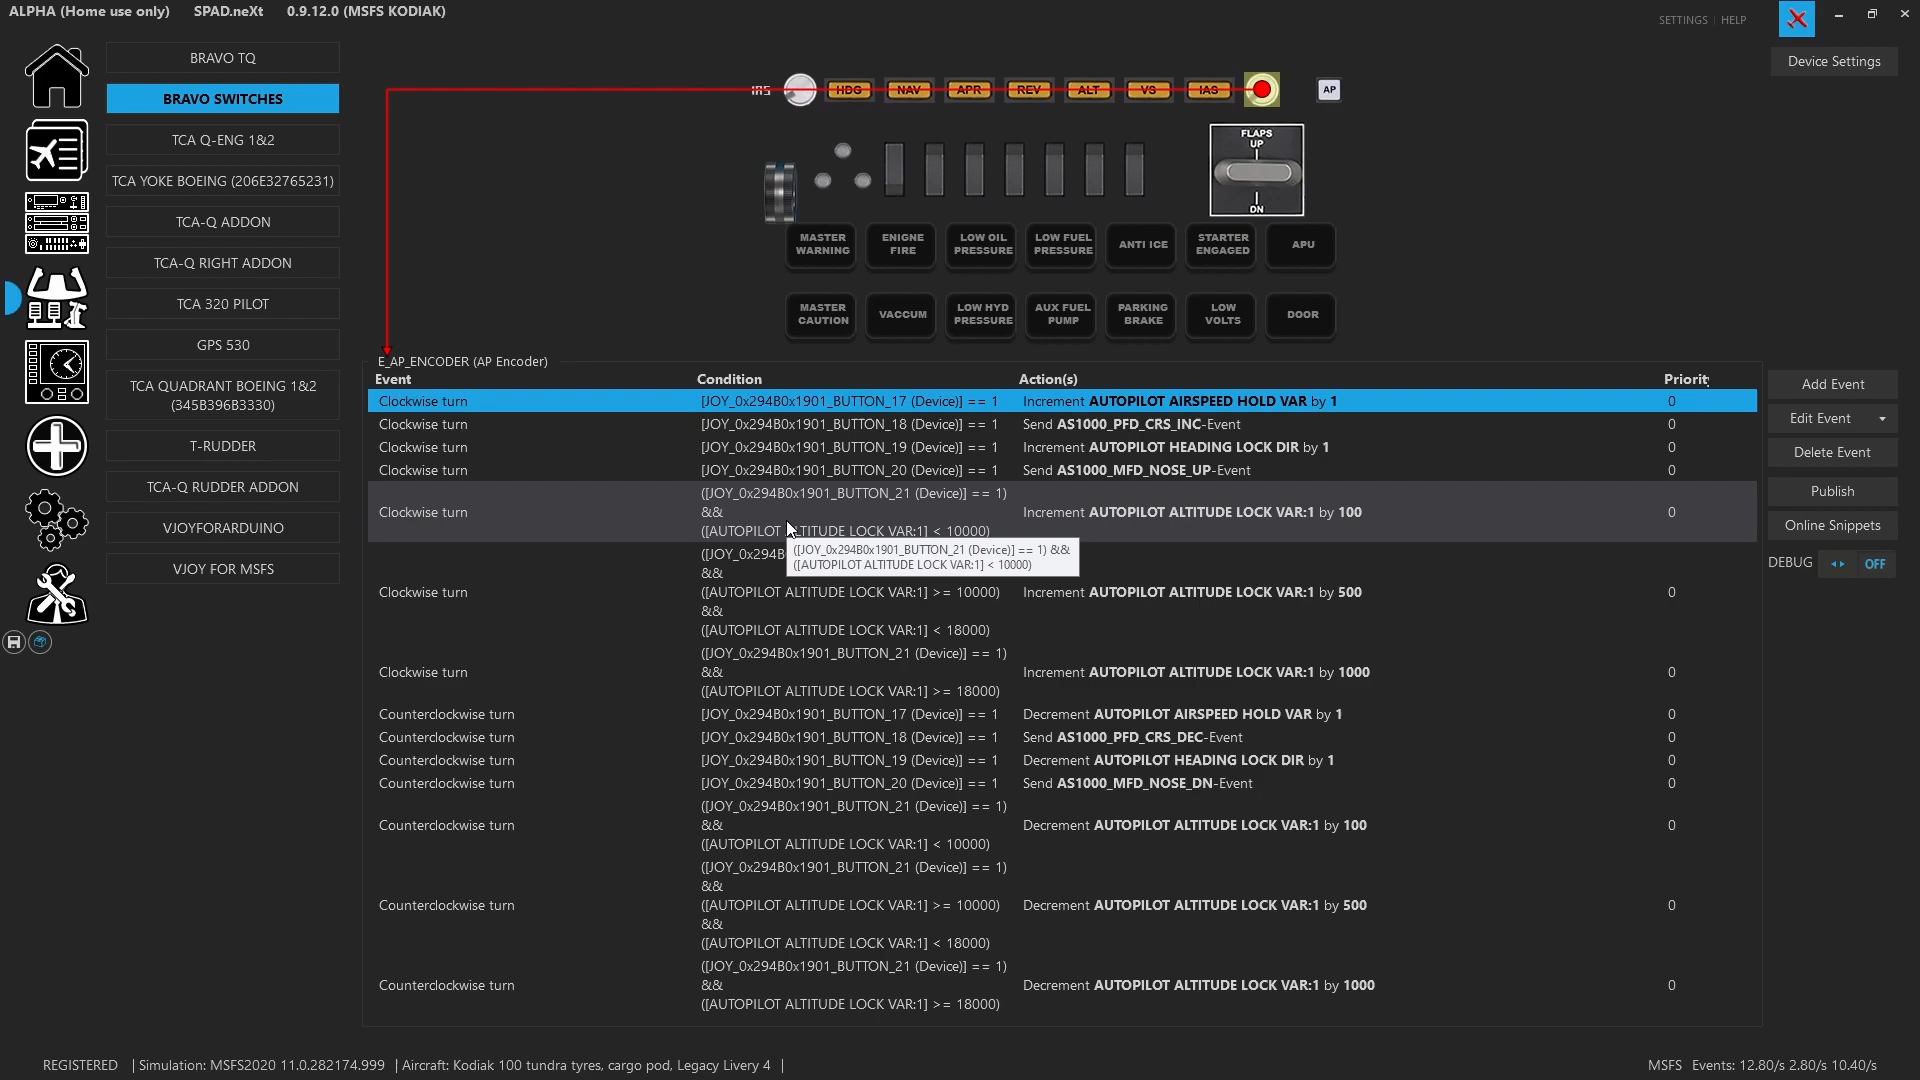 ALPHA (Home use only) SPAD.neXt 0.9.12.0 (MSFS KODIAK)
SETTINGS | HELP
Device Settings
BRAVO TQ
BRAVO SWITCHES
TCA Q-ENG 1&2
TCA YOKE BOEING (206E32765231)
TCA-Q ADDON
TCA-Q RIGHT ADDON
TCA 320 PILOT
GPS 530
TCA QUADRANT BOEING 1&2
(345B396B3330)
T-RUDDER
TCA-Q RUDDER ADDON
VJOYFORARDUINO
VJOY FOR MSFS
IAS HDG NAV APR REV ALT VS IAS AP
FLAPS
UP
DN
MASTER WARNING
ENIGNE FIRE
LOW OIL PRESSURE
LOW FUEL PRESSURE
ANTI ICE
STARTER ENGAGED
APU
MASTER CAUTION
VACCUM
LOW HYD PRESSURE
AUX FUEL PUMP
PARKING BRAKE
LOW VOLTS
DOOR
E_AP_ENCODER (AP Encoder)
Event Condition Action(s) Priority
Clockwise turn [JOY_0x294B0x1901_BUTTON_17 (Device)] == 1 Increment AUTOPILOT AIRSPEED HOLD VAR by 1 0
Clockwise turn [JOY_0x294B0x1901_BUTTON_18 (Device)] == 1 Send AS1000_PFD_CRS_INC-Event 0
Clockwise turn [JOY_0x294B0x1901_BUTTON_19 (Device)] == 1 Increment AUTOPILOT HEADING LOCK DIR by 1 0
Clockwise turn [JOY_0x294B0x1901_BUTTON_20 (Device)] == 1 Send AS1000_MFD_NOSE_UP-Event 0
([JOY_0x294B0x1901_BUTTON_21 (Device)] == 1)
Clockwise turn && Increment AUTOPILOT ALTITUDE LOCK VAR:1 by 100 0
([AUTOPILOT ALTITUDE LOCK VAR:1] < 10000)
([JOY_0x294B
([JOY_0x294B0x1901_BUTTON_21 (Device)] == 1) &&
([AUTOPILOT ALTITUDE LOCK VAR:1] < 10000)
&&
Clockwise turn ([AUTOPILOT ALTITUDE LOCK VAR:1] >= 10000) Increment AUTOPILOT ALTITUDE LOCK VAR:1 by 500 0
&&
([AUTOPILOT ALTITUDE LOCK VAR:1] < 18000)
([JOY_0x294B0x1901_BUTTON_21 (Device)] == 1)
Clockwise turn && Increment AUTOPILOT ALTITUDE LOCK VAR:1 by 1000 0
([AUTOPILOT ALTITUDE LOCK VAR:1] >= 18000)
Counterclockwise turn [JOY_0x294B0x1901_BUTTON_17 (Device)] == 1 Decrement AUTOPILOT AIRSPEED HOLD VAR by 1 0
Counterclockwise turn [JOY_0x294B0x1901_BUTTON_18 (Device)] == 1 Send AS1000_PFD_CRS_DEC-Event 0
Counterclockwise turn [JOY_0x294B0x1901_BUTTON_19 (Device)] == 1 Decrement AUTOPILOT HEADING LOCK DIR by 1 0
Counterclockwise turn [JOY_0x294B0x1901_BUTTON_20 (Device)] == 1 Send AS1000_MFD_NOSE_DN-Event 0
([JOY_0x294B0x1901_BUTTON_21 (Device)] == 1)
Counterclockwise turn && Decrement AUTOPILOT ALTITUDE LOCK VAR:1 by 100 0
([AUTOPILOT ALTITUDE LOCK VAR:1] < 10000)
([JOY_0x294B0x1901_BUTTON_21 (Device)] == 1)
&&
Counterclockwise turn ([AUTOPILOT ALTITUDE LOCK VAR:1] >= 10000) Decrement AUTOPILOT ALTITUDE LOCK VAR:1 by 500 0
&&
([AUTOPILOT ALTITUDE LOCK VAR:1] < 18000)
([JOY_0x294B0x1901_BUTTON_21 (Device)] == 1)
Counterclockwise turn && Decrement AUTOPILOT ALTITUDE LOCK VAR:1 by 1000 0
([AUTOPILOT ALTITUDE LOCK VAR:1] >= 18000)
Add Event
Edit Event
Delete Event
Publish
Online Snippets
DEBUG OFF
REGISTERED | Simulation: MSFS2020 11.0.282174.999 | Aircraft: Kodiak 100 tundra tyres, cargo pod, Legacy Livery 4 |
MSFS Events: 12.80/s 2.80/s 10.40/s